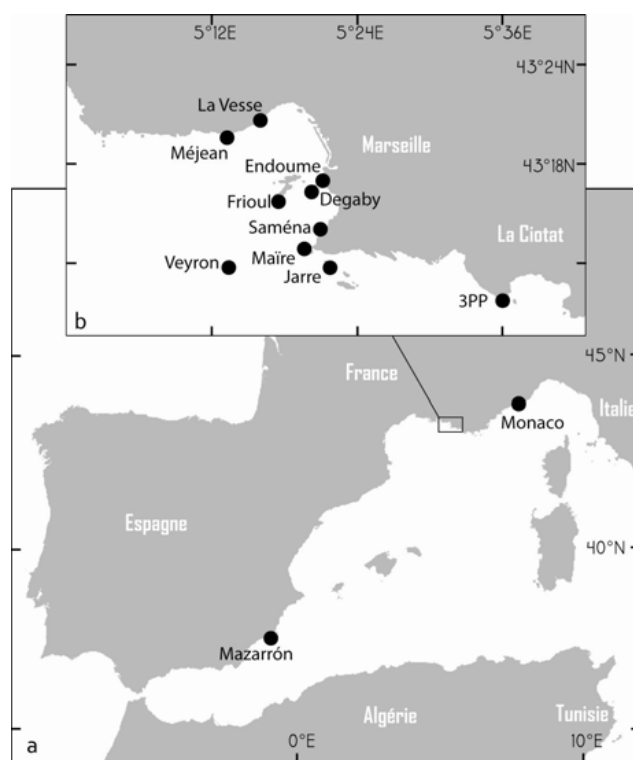 5°12E 5°24E 5°36E
43°24N
La Vesse
Marseille
Méjean
Endoume
43°18N
Frioul
Degaby
Saména
La Ciotat
Veyron
Maïre
Jarre
3PP
b
45°N
France
Italie
Monaco
Espagne
40°N
Mazarrón
Algérie
Tunisie
a
0°E
10°E